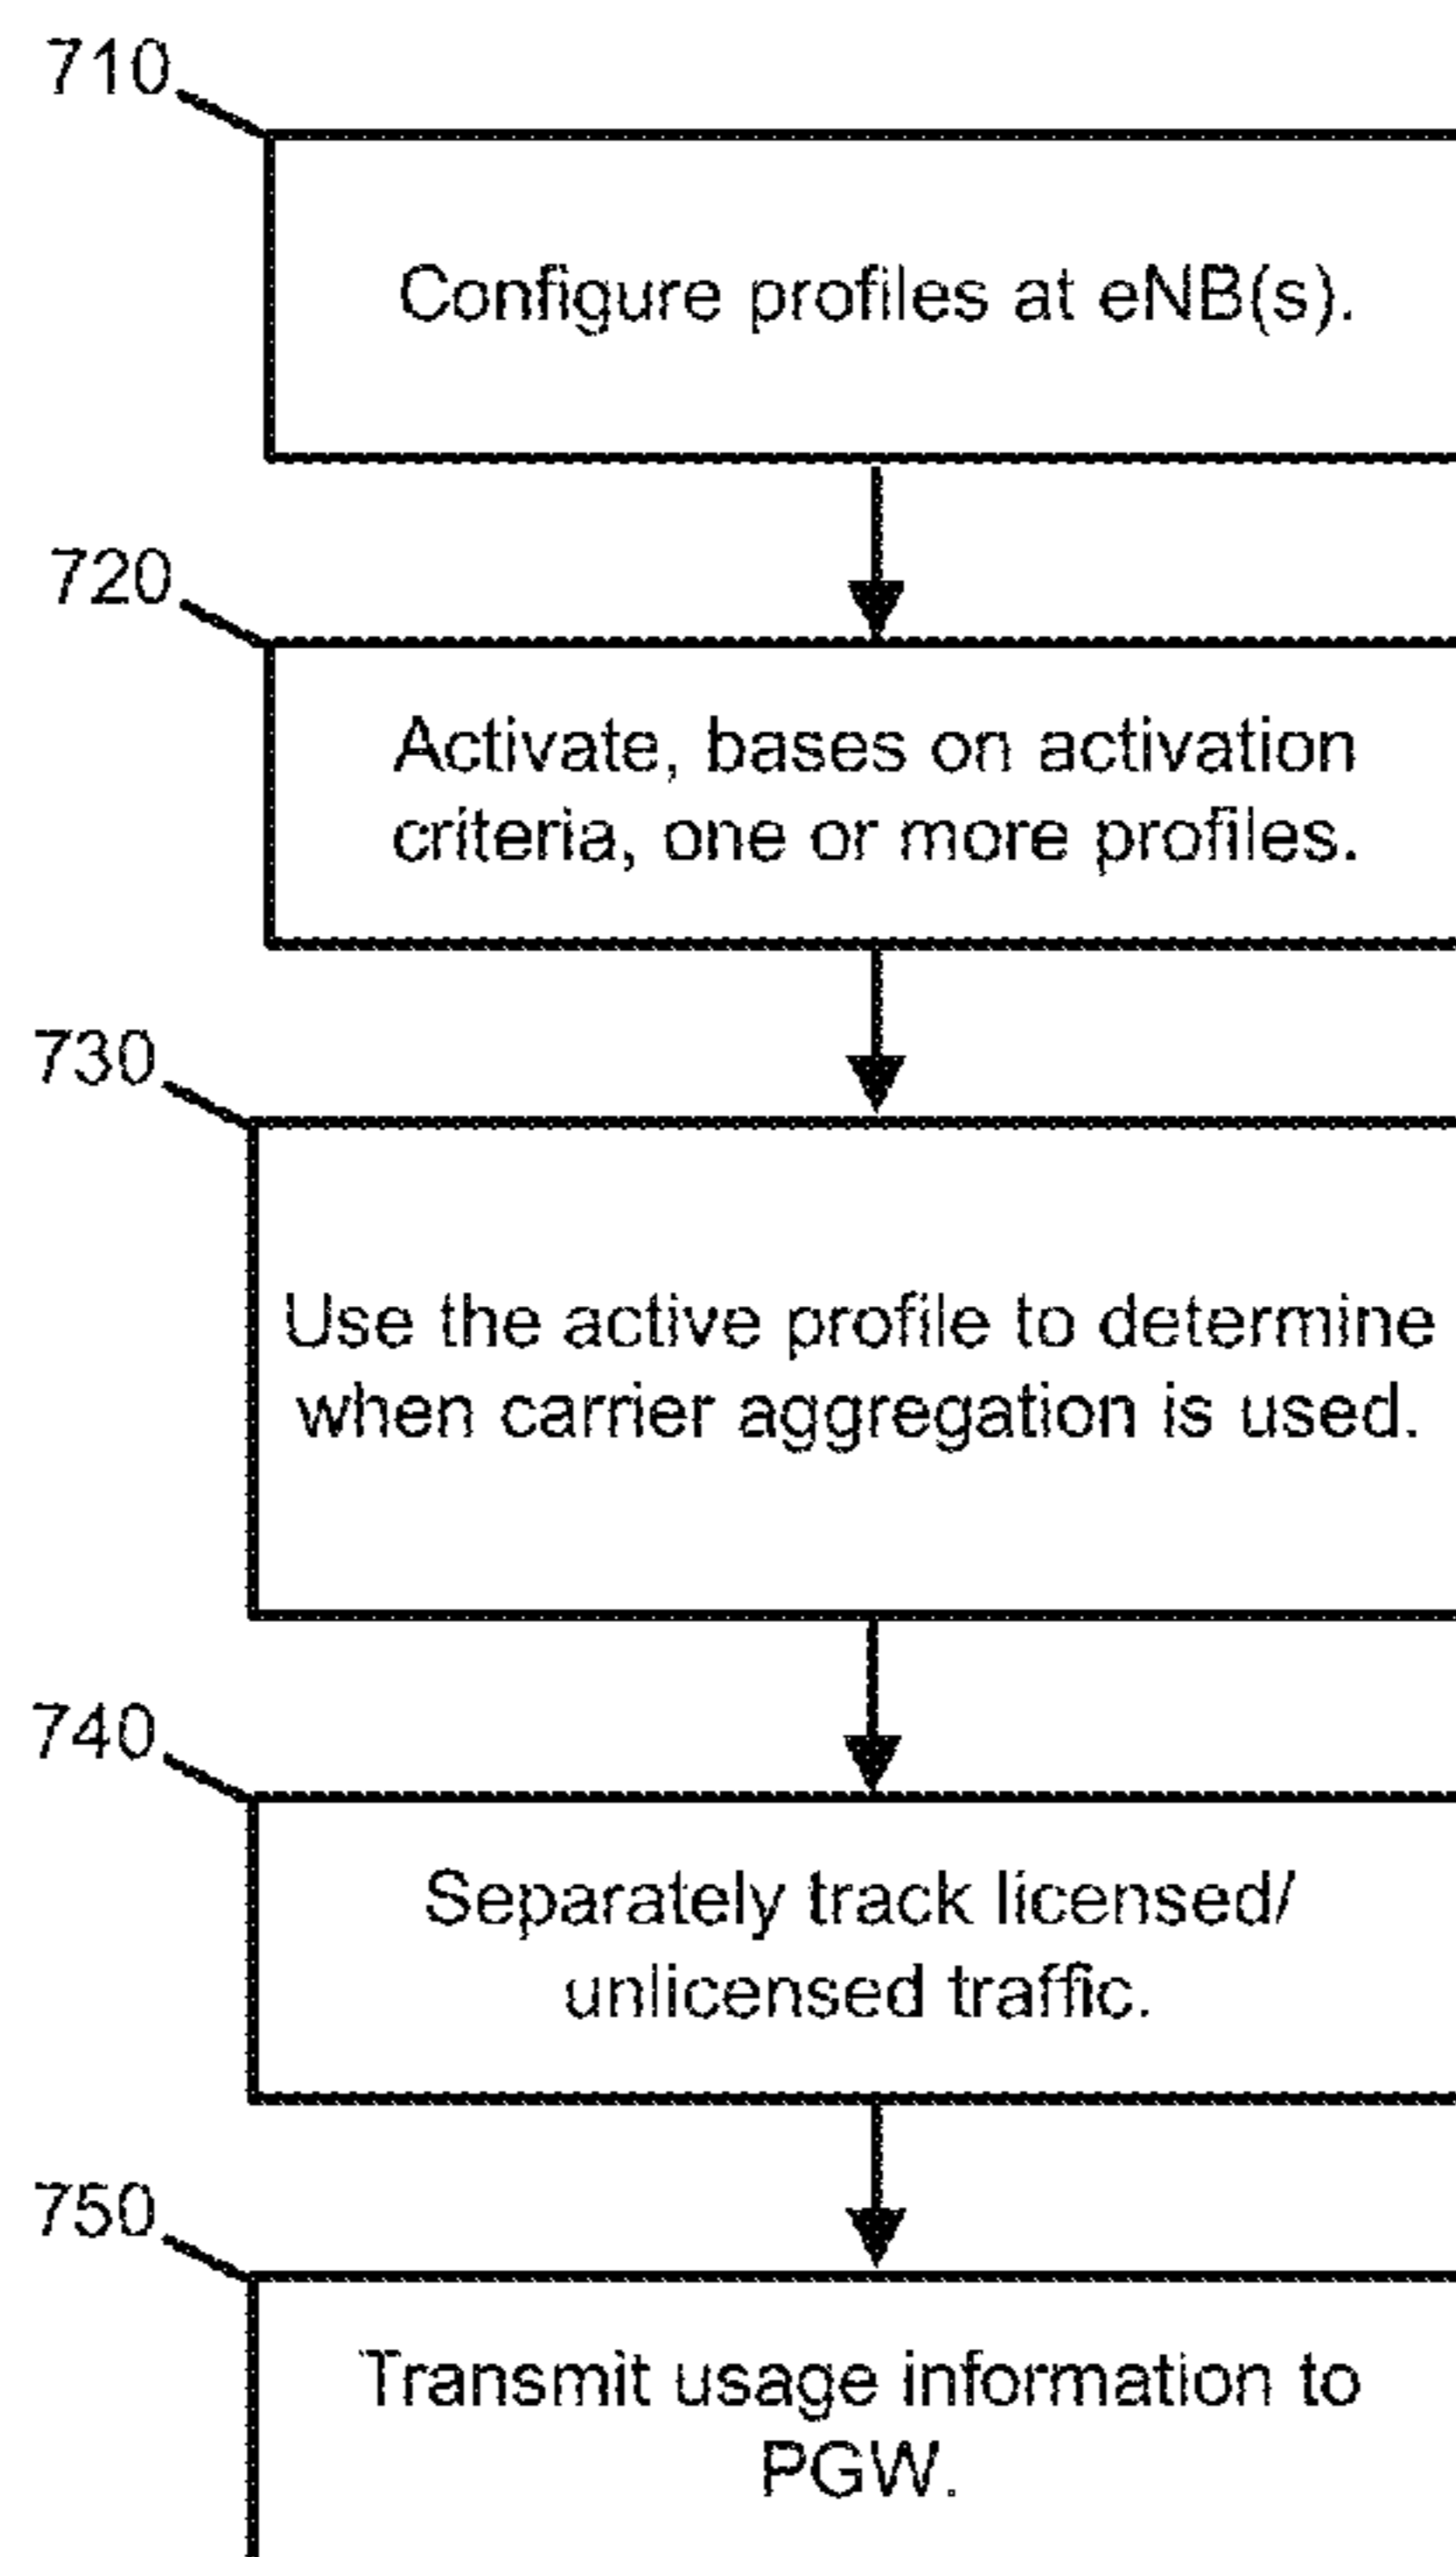 710
Configure profiles at eNB(s).
720
Activate, bases on activation
criteria, one or more profiles.
730
Use the active profile to determine
when carrier aggregation is used.
740
Separately track licensed/
unlicensed traffic.
750
Transmit usage information to
PGW.